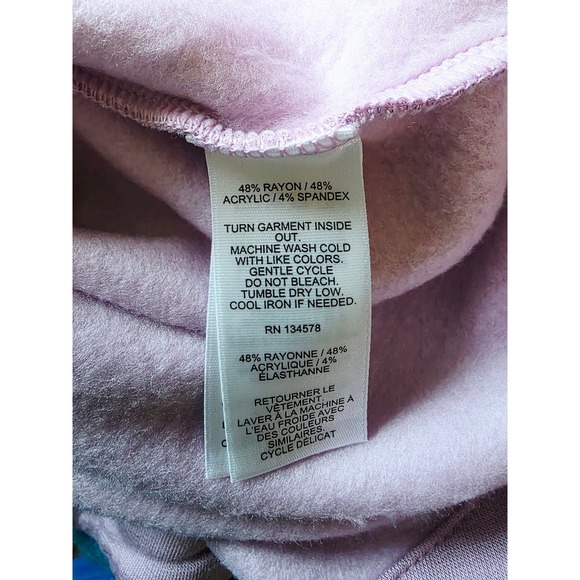 48% RAYON / 48%
ACRYLIC / 4% SPANDEX
TURN GARMENT INSIDE
OUT.
MACHINE WASH COLD
WITH LIKE COLORS.
GENTLE CYCLE
DO NOT BLEACH.
TUMBLE DRY LOW.
COOL IRON IF NEEDED.
RN 134578
48% RAYONNE / 48%
ACRYLIQUE / 4%
ÉLASTHANNE
RETOURNER LE
VÊTEMENT.
LAVER À LA MACHINE À
L'EAU FROIDE AVEC
DES COULEURS
SIMILAIRES.
CYCLE DÉLICAT